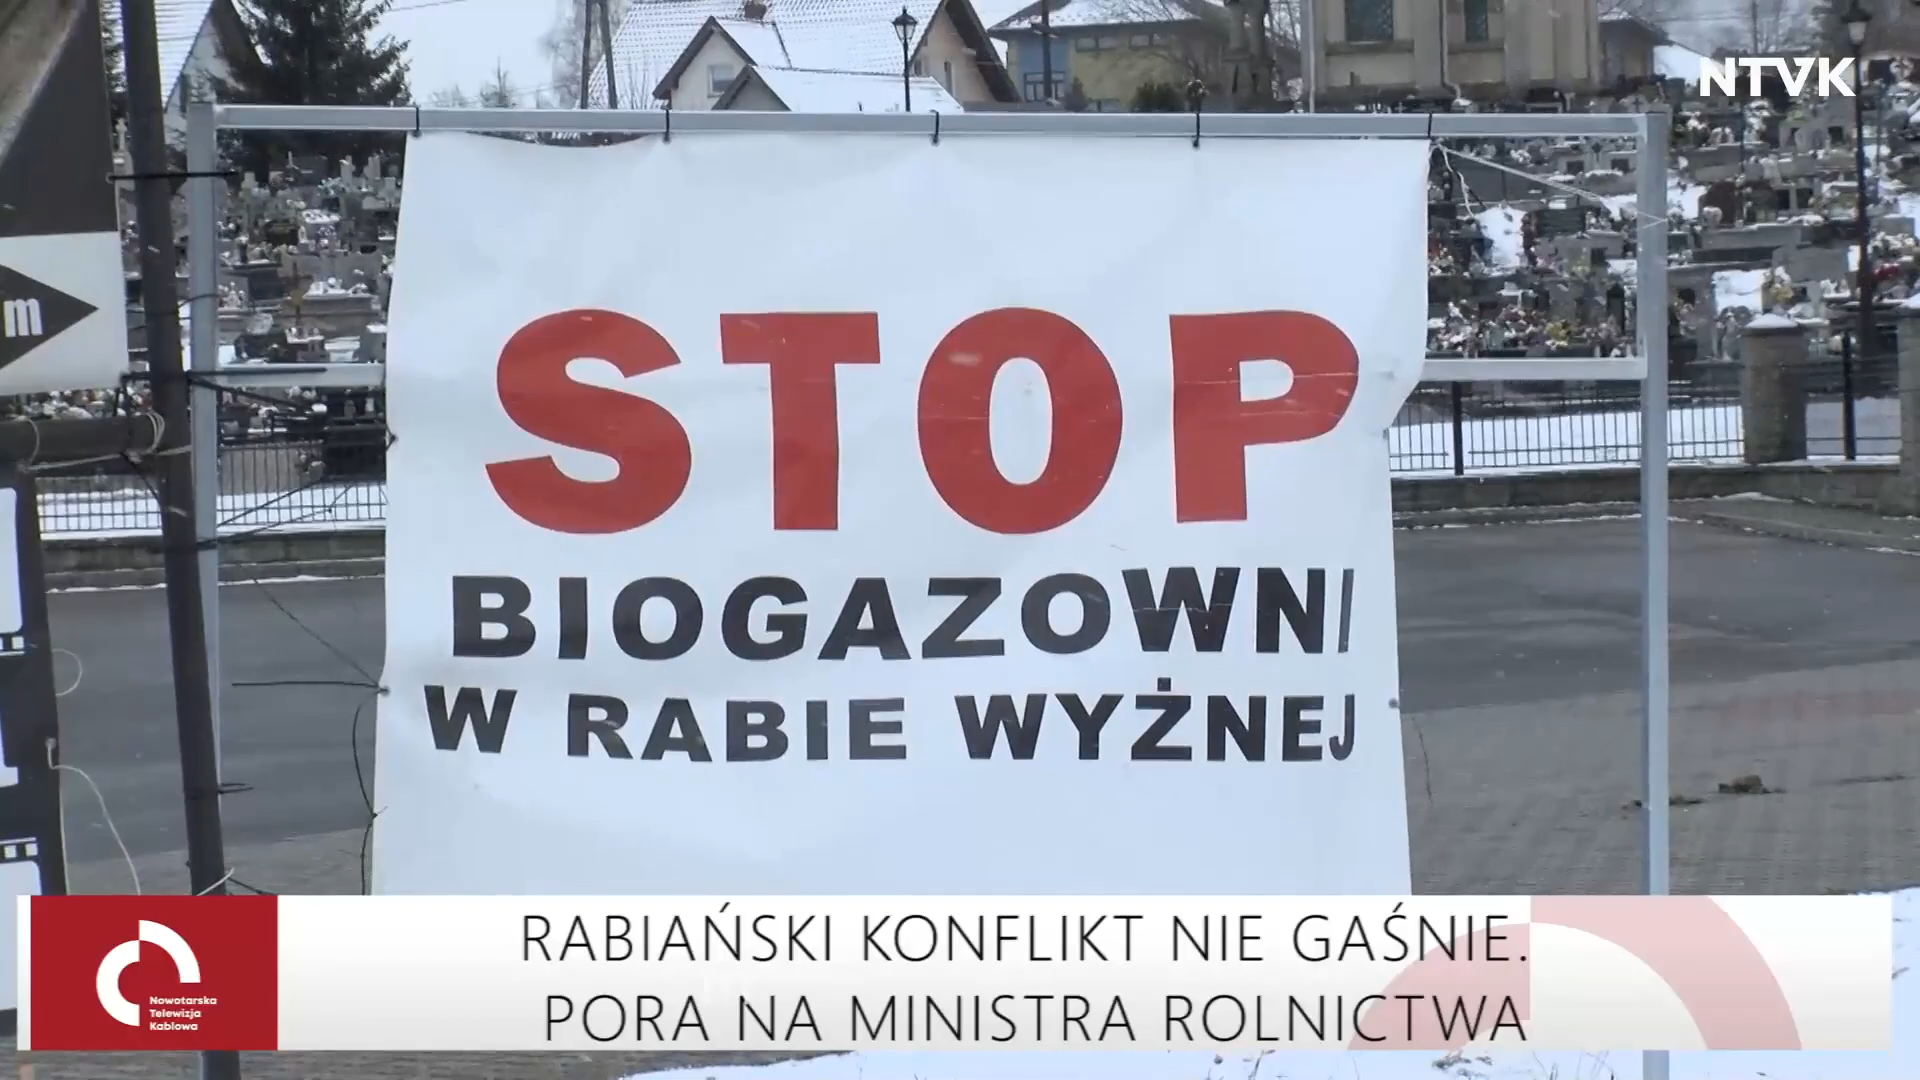 NTVK
m
STOP
BIOGAZOWNI
W RABIE WYŻNEJ
RABIAŃSKI KONFLIKT NIE GAŚNIE.
PORA NA MINISTRA ROLNICTWA
Nowotarska
Telewizja
Kablowa